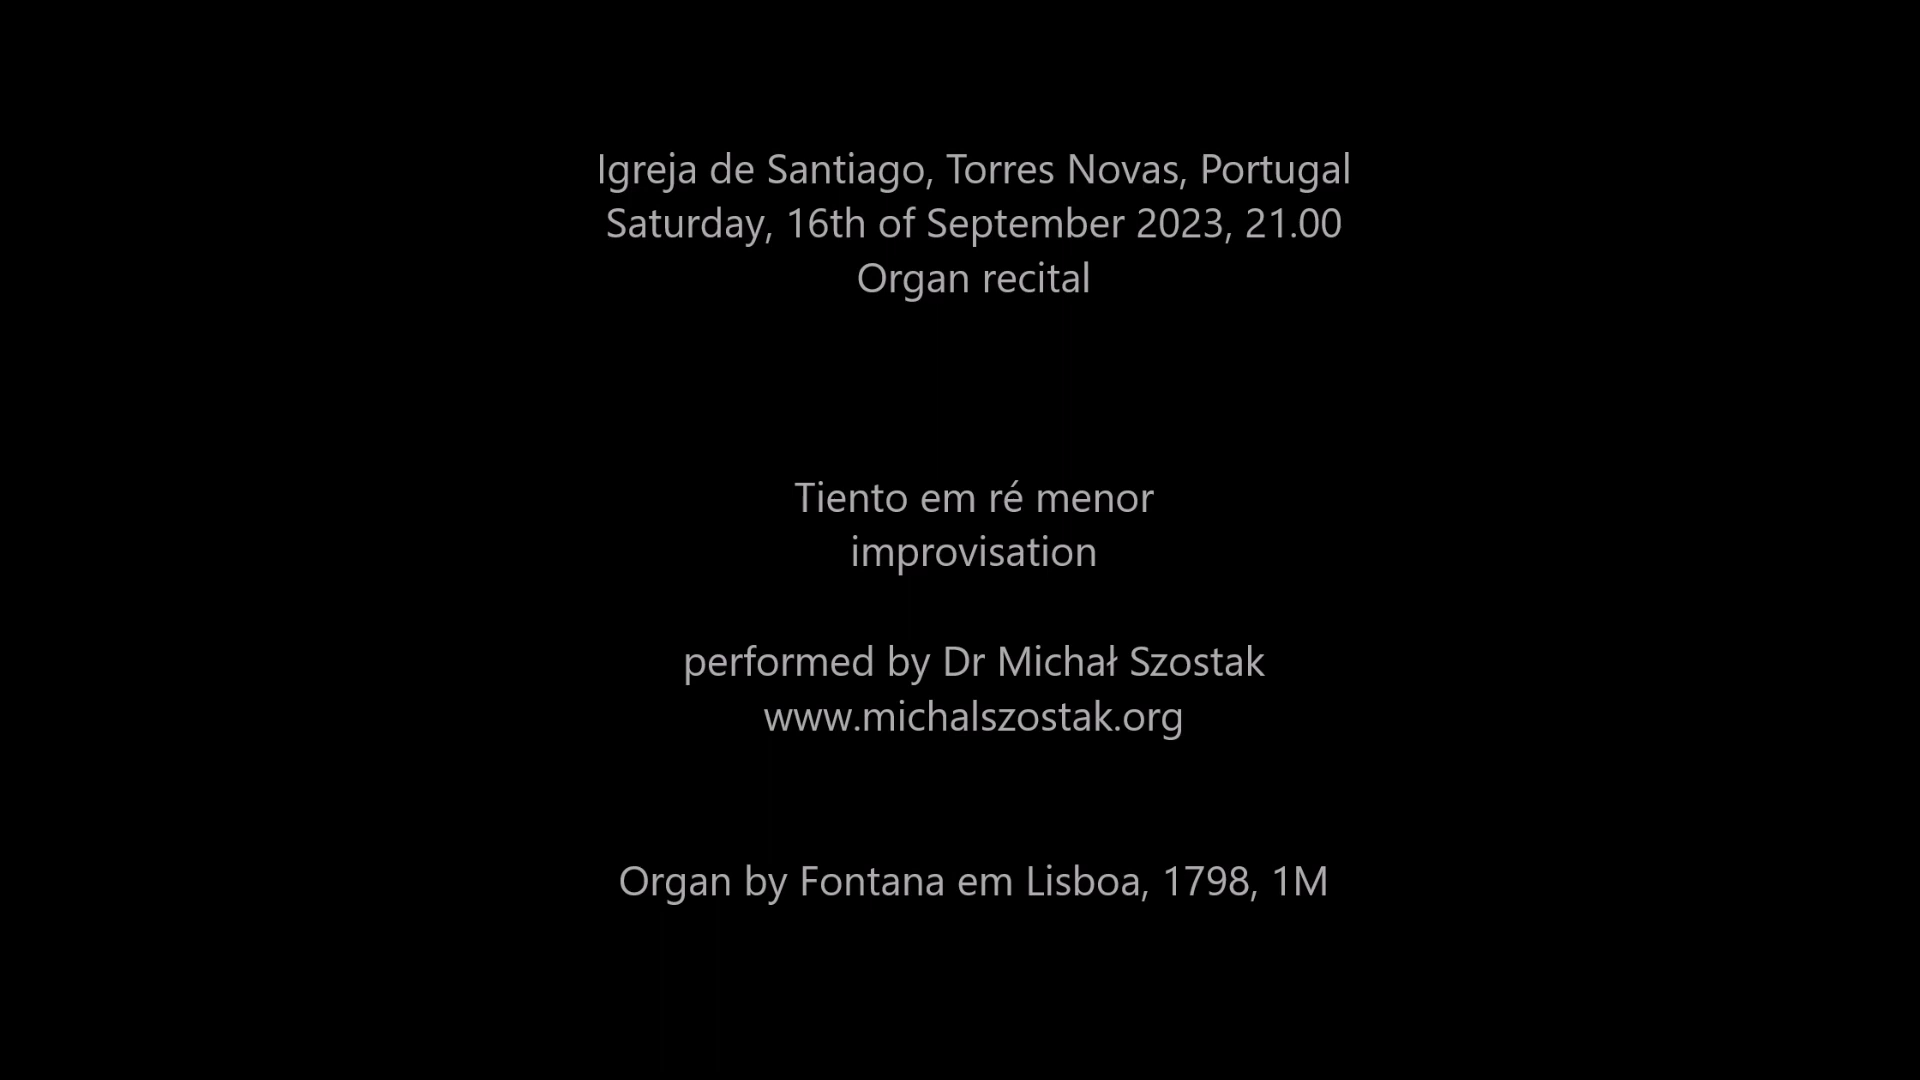 Igreja de Santiago, Torres Novas, Portugal
Saturday, 16th of September 2023, 21.00
Organ recital
Tiento em ré menor
improvisation
performed by Dr Michał Szostak
www.michalszostak.org
Organ by Fontana em Lisboa, 1798, 1M